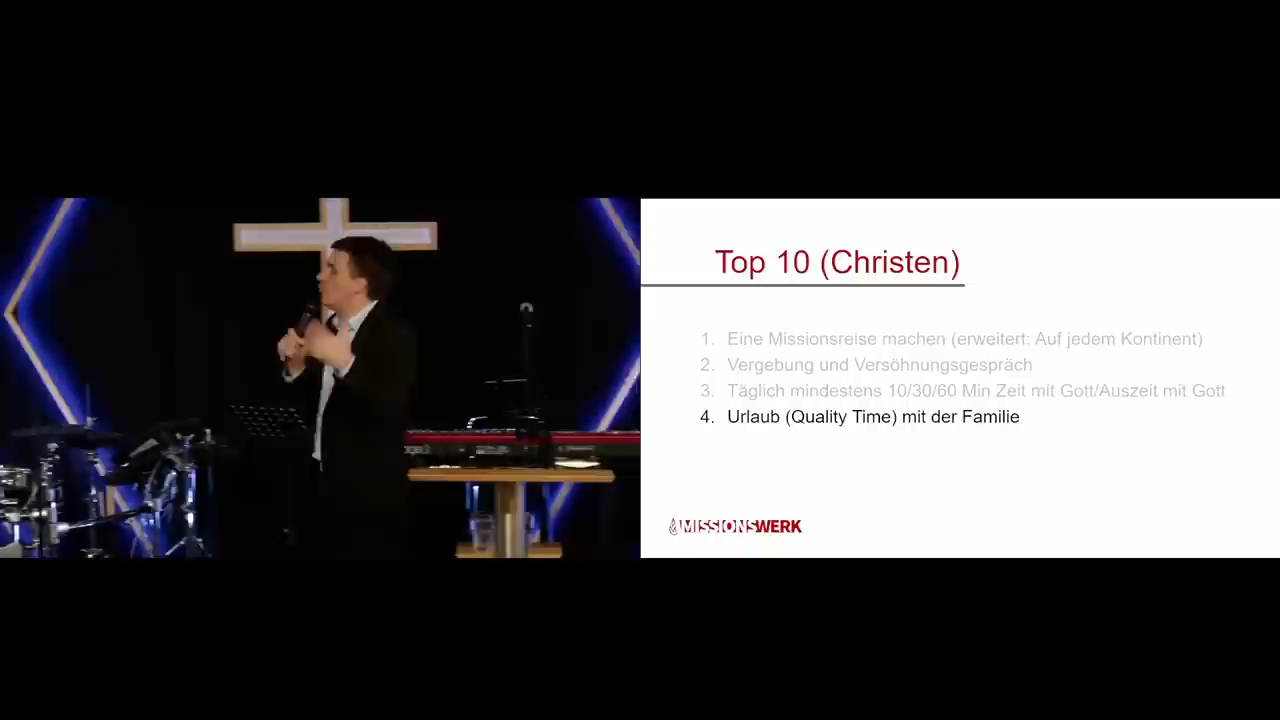 Top 10 (Christen)
1. Eine Missionsreise machen (erweitert: Auf jedem Kontinent)
2. Vergebung und Versöhnungsgespräch
3. Täglich mindestens 10/30/60 Min Zeit mit Gott/Auszeit mit Gott
4. Urlaub (Quality Time) mit der Familie
MISSIONSWERK